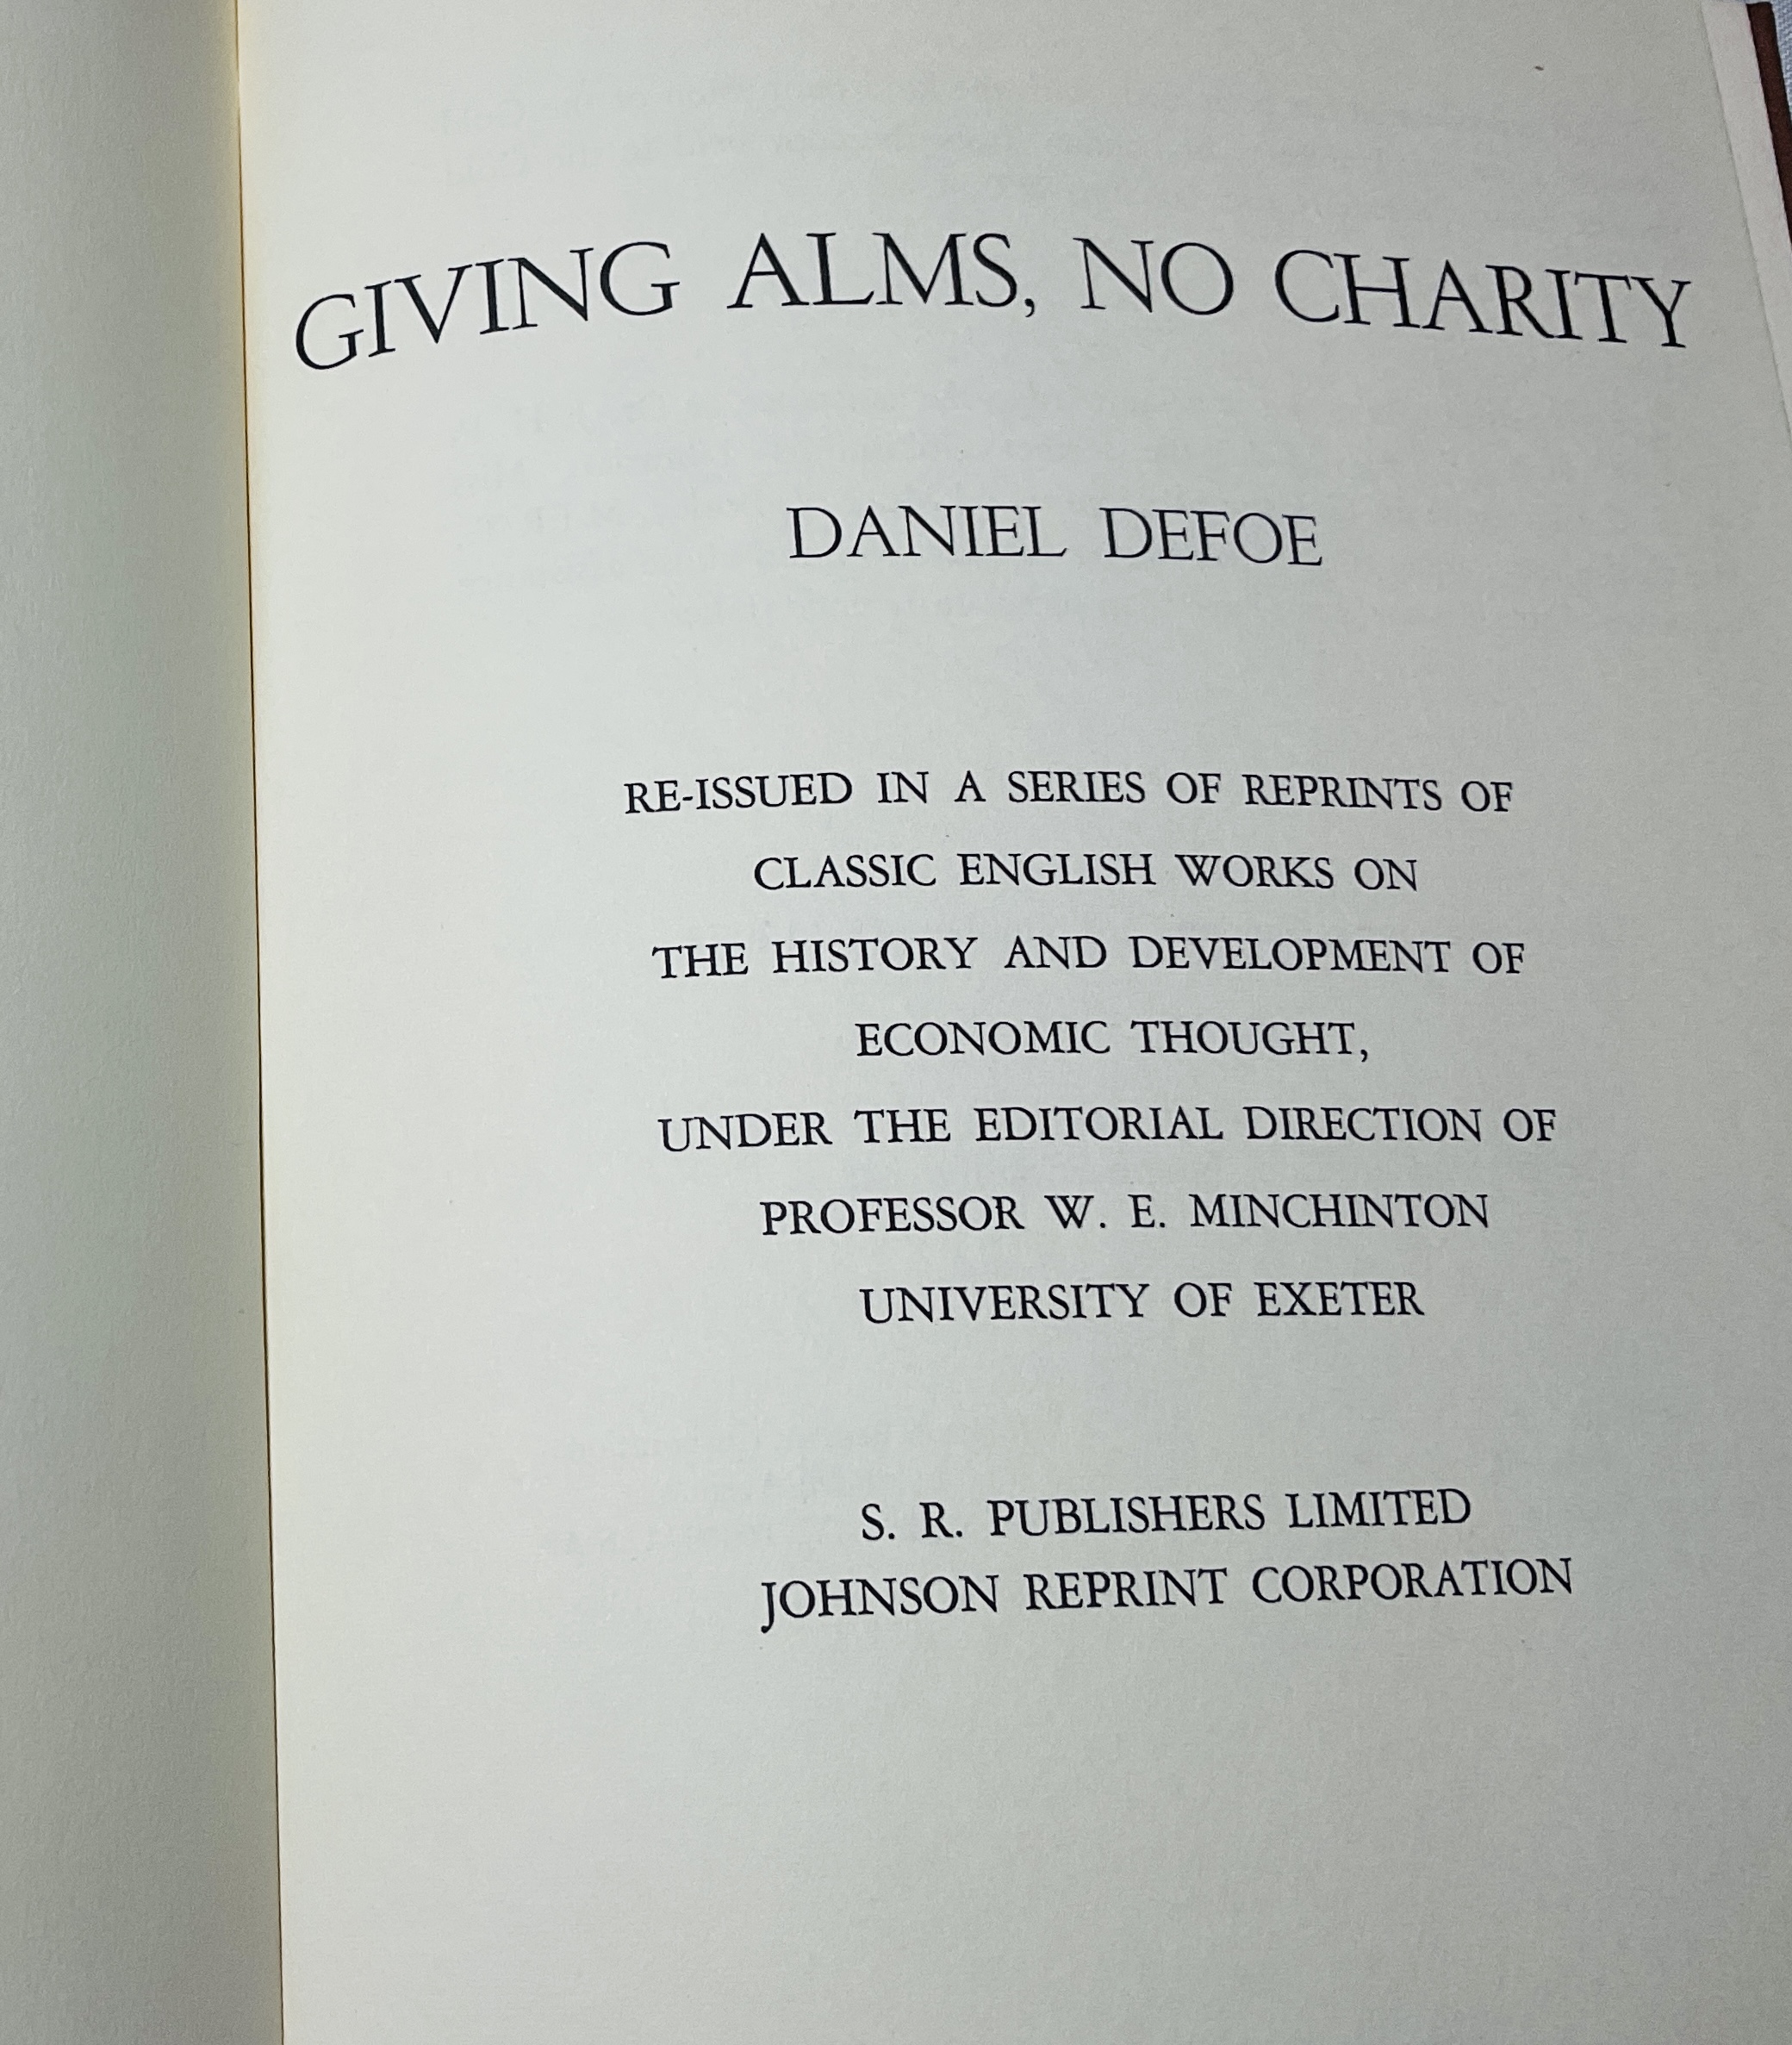 GIVING ALMS, NO CHARITY
DANIEL DEFOE
RE-ISSUED IN A SERIES OF REPRINTS OF
CLASSIC ENGLISH WORKS ON
THE HISTORY AND DEVELOPMENT OF
ECONOMIC THOUGHT,
UNDER THE EDITORIAL DIRECTION OF
PROFESSOR W. E. MINCHINTON
UNIVERSITY OF EXETER
S. R. PUBLISHERS LIMITED
JOHNSON REPRINT CORPORATION